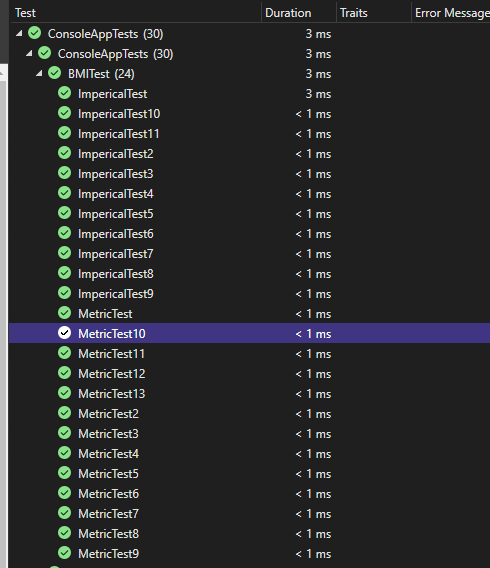 Test Duration Traits Error Message
ConsoleAppTests (30) 3 ms
ConsoleAppTests (30) 3 ms
BMITest (24) 3 ms
ImpericalTest 3 ms
ImpericalTest10 < 1 ms
ImpericalTest11 < 1 ms
ImpericalTest2 < 1 ms
ImpericalTest3 < 1 ms
ImpericalTest4 < 1 ms
ImpericalTest5 < 1 ms
ImpericalTest6 < 1 ms
ImpericalTest7 < 1 ms
ImpericalTest8 < 1 ms
ImpericalTest9 < 1 ms
MetricTest < 1 ms
MetricTest10 < 1 ms
MetricTest11 < 1 ms
MetricTest12 < 1 ms
MetricTest13 < 1 ms
MetricTest2 < 1 ms
MetricTest3 < 1 ms
MetricTest4 < 1 ms
MetricTest5 < 1 ms
MetricTest6 < 1 ms
MetricTest7 < 1 ms
MetricTest8 < 1 ms
MetricTest9 < 1 ms